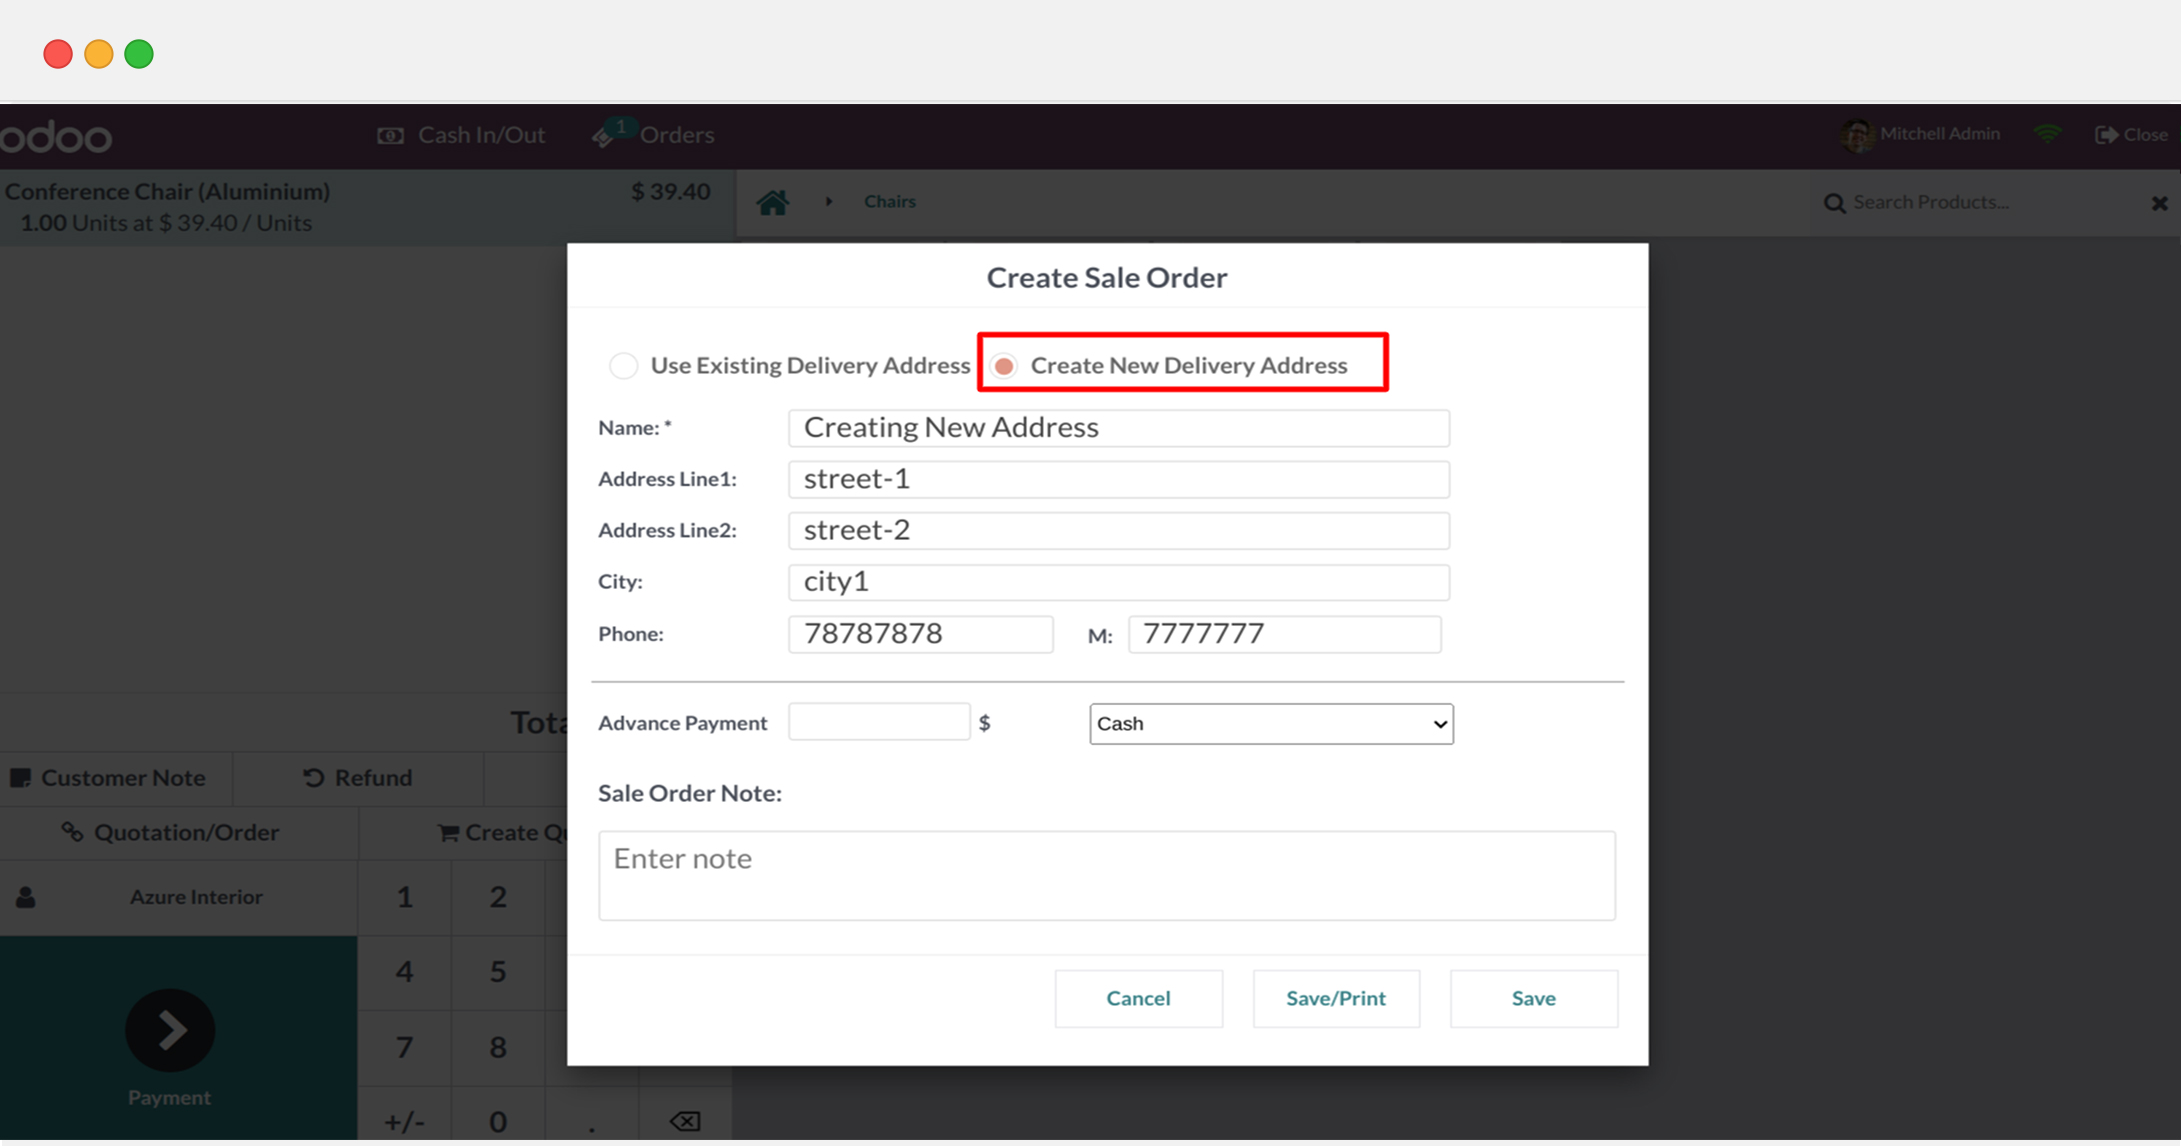 odoo
Cash In/Out
1 Orders
Mitchell Admin
Close
Conference Chair (Aluminium) $ 39.40
1.00 Units at $ 39.40 / Units
Chairs
Search Products...
Create Sale Order
Use Existing Delivery Address
Create New Delivery Address
Name: * Creating New Address
Address Line1: street-1
Address Line2: street-2
City: city1
Phone: 78787878 M: 7777777
Advance Payment $ Cash
Sale Order Note:
Enter note
Cancel Save/Print Save
Customer Note Refund
Quotation/Order Create
Azure Interior
1 2
4 5
7 8
+/- 0 .
Payment